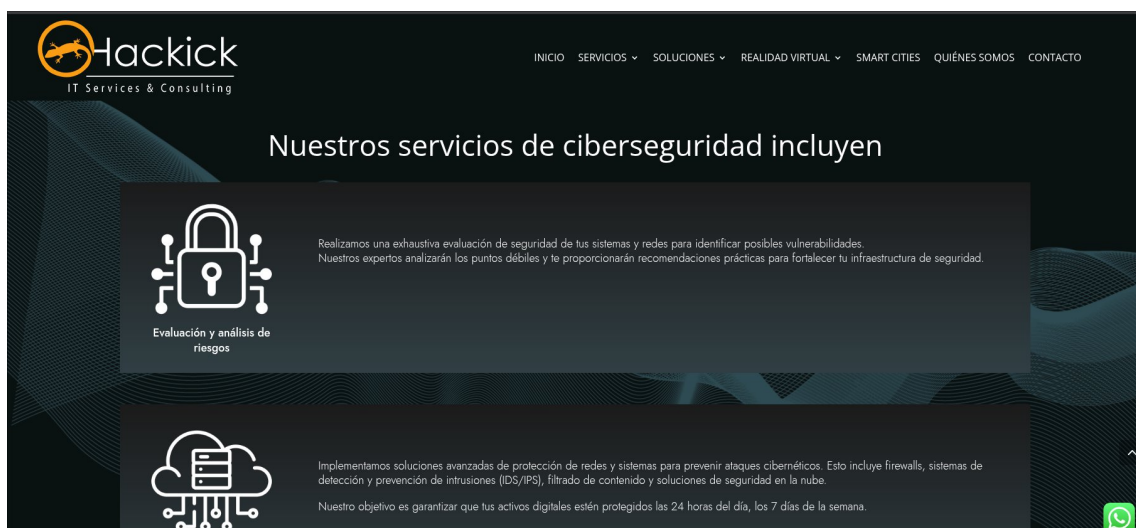 Hackick
IT Services & Consulting
INICIO SERVICIOS SOLUCIONES REALIDAD VIRTUAL SMART CITIES QUIÉNES SOMOS CONTACTO
Nuestros servicios de ciberseguridad incluyen
Evaluación y análisis de
riesgos
Realizamos una exhaustiva evaluación de seguridad de tus sistemas y redes para identificar posibles vulnerabilidades.
Nuestros expertos analizarán los puntos débiles y te proporcionarán recomendaciones prácticas para fortalecer tu infraestructura de seguridad.
Implementamos soluciones avanzadas de protección de redes y sistemas para prevenir ataques cibernéticos. Esto incluye firewalls, sistemas de
detección y prevención de intrusiones (IDS/IPS), filtrado de contenido y soluciones de seguridad en la nube.
Nuestro objetivo es garantizar que tus activos digitales estén protegidos las 24 horas del día, los 7 días de la semana.